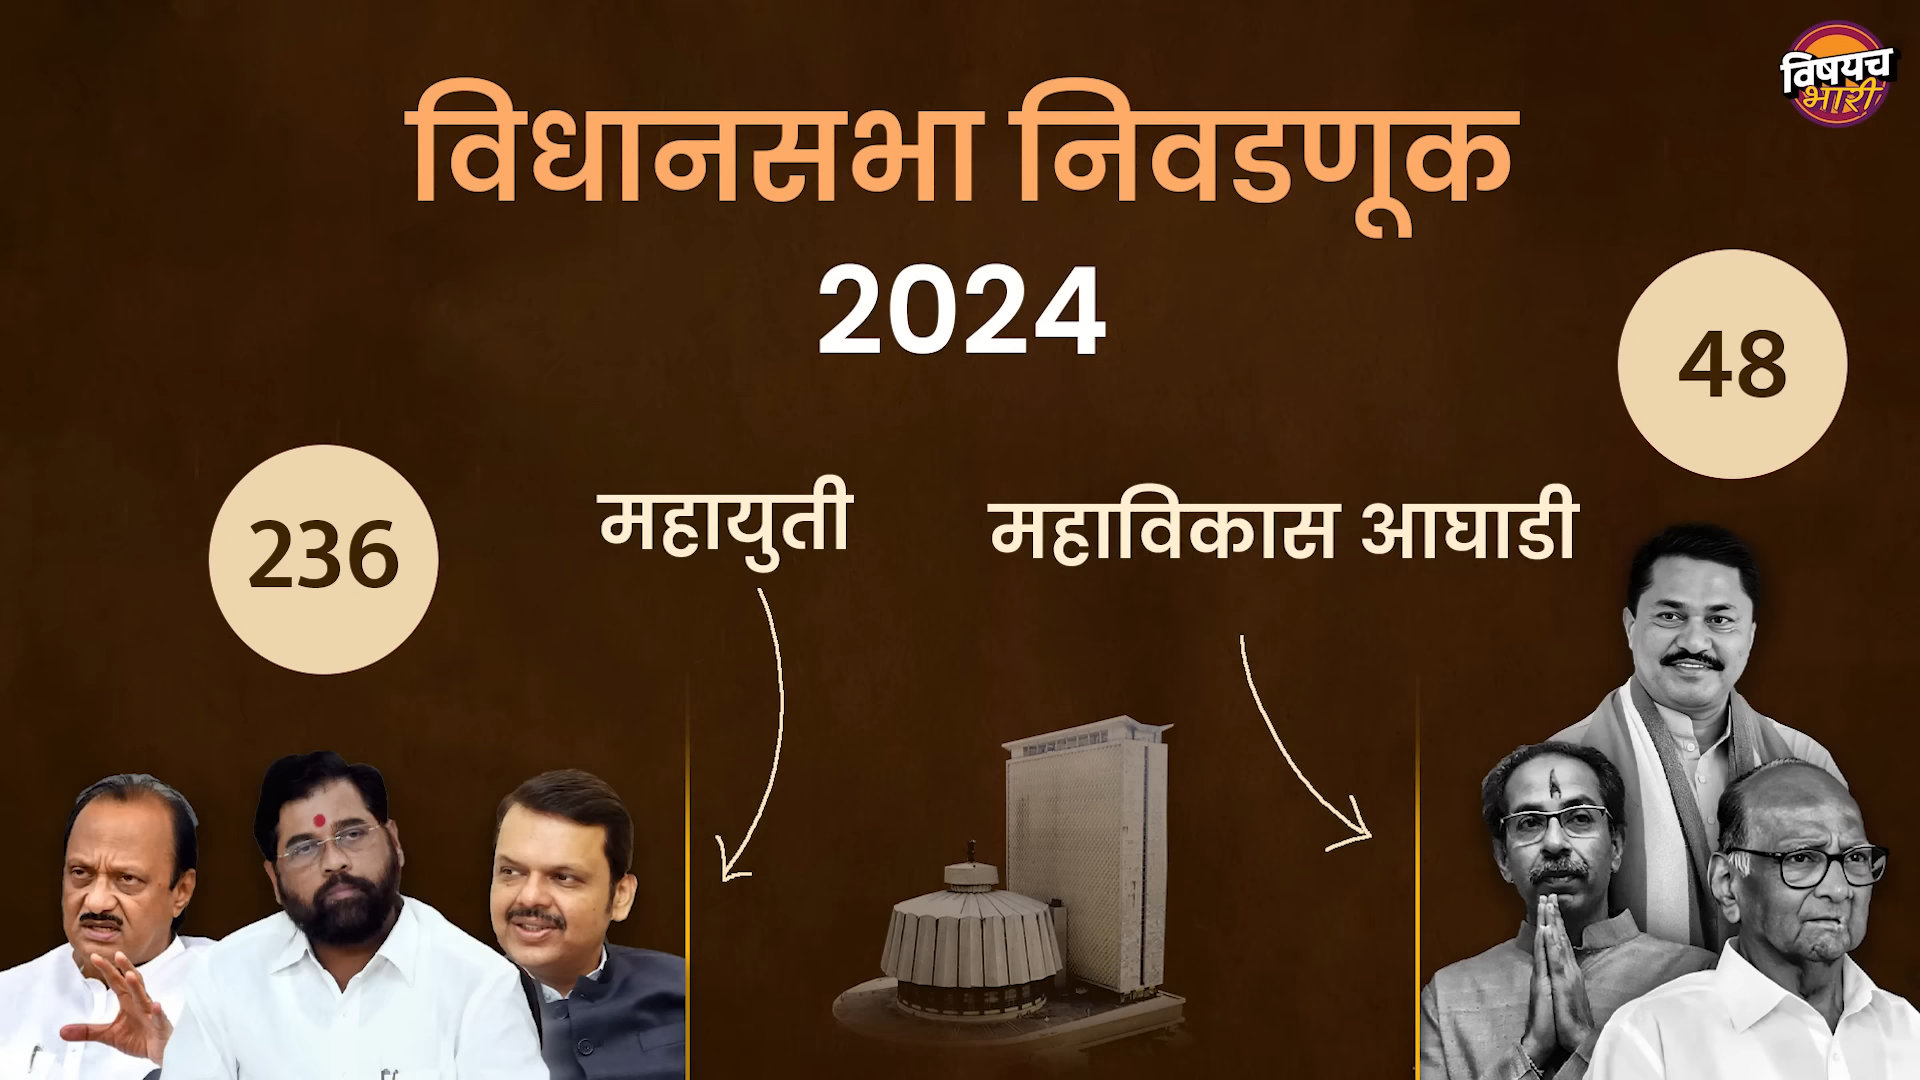 विषयच
भारी
विधानसभा निवडणूक
2024
48
236
महायुती
महाविकास आघाडी